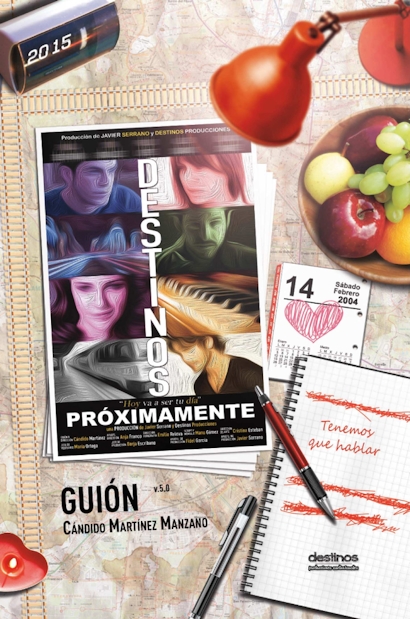 2015
Producción de JAVIER SERRANO y DESTINOS PRODUCCIONES
DESTINOS
"Hoy va a ser tu día"
PRÓXIMAMENTE
una PRODUCCIÓN de Javier Serrano y Destinos Producciones
14
Sábado
Febrero
2004
Tenemos
que hablar
GUIÓN
v.5.0
CÁNDIDO MARTÍNEZ MANZANO
destinos